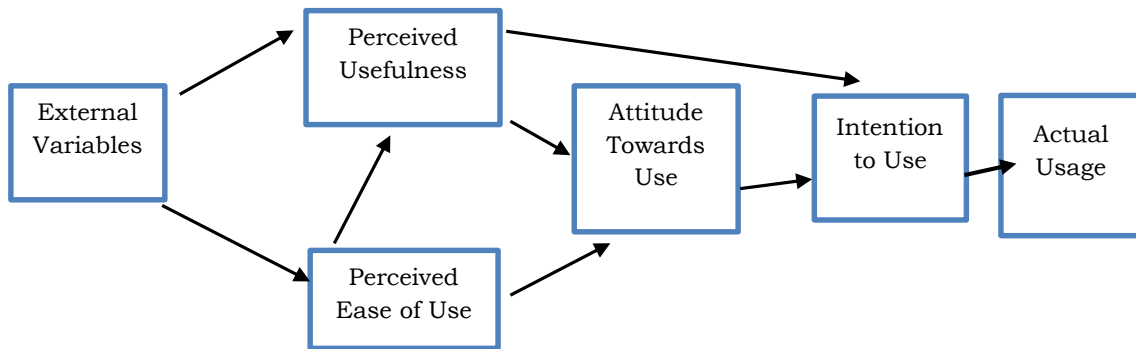 External
Variables
Perceived
Usefulness
Perceived
Ease of Use
Attitude
Towards
Use
Intention
to Use
Actual
Usage